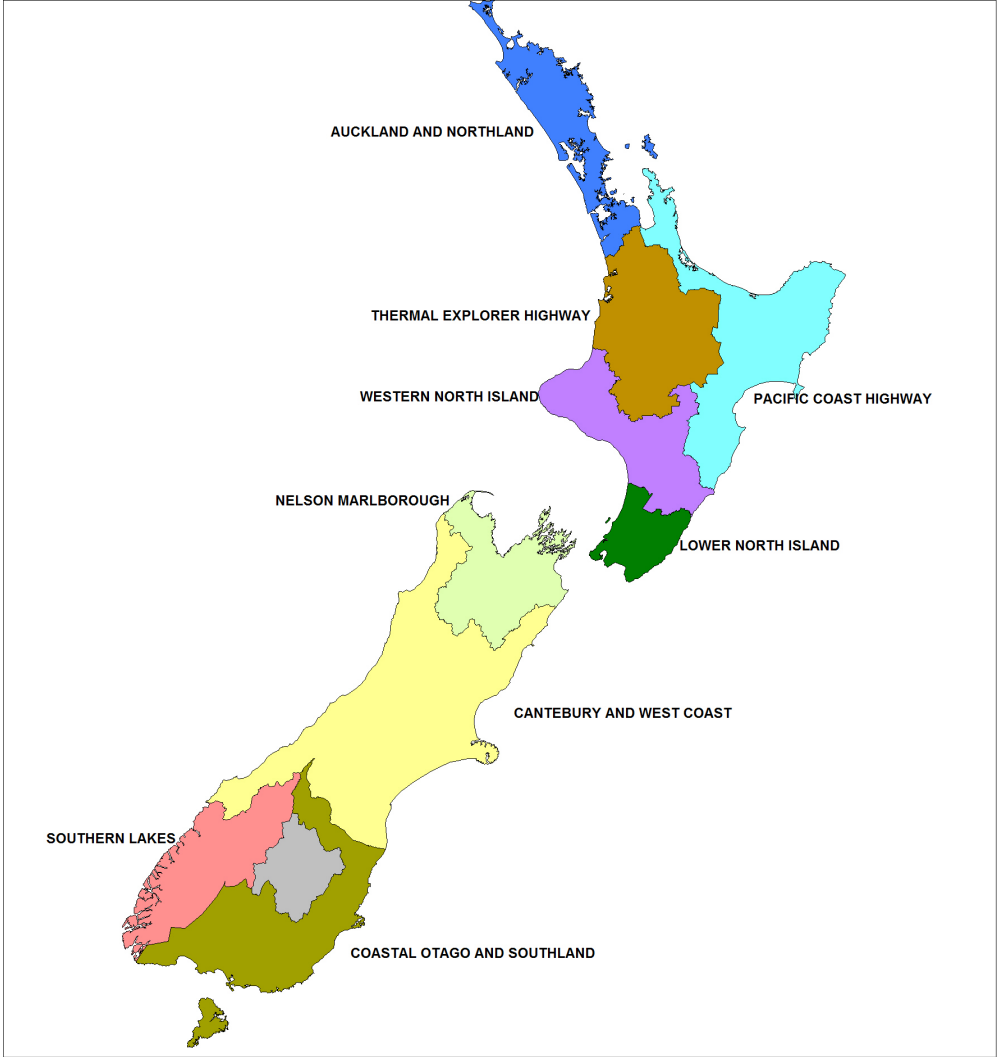 AUCKLAND AND NORTHLAND
THERMAL EXPLORER HIGHWAY
WESTERN NORTH ISLAND
PACIFIC COAST HIGHWAY
NELSON MARLBOROUGH
LOWER NORTH ISLAND
CANTEBURY AND WEST COAST
SOUTHERN LAKES
COASTAL OTAGO AND SOUTHLAND